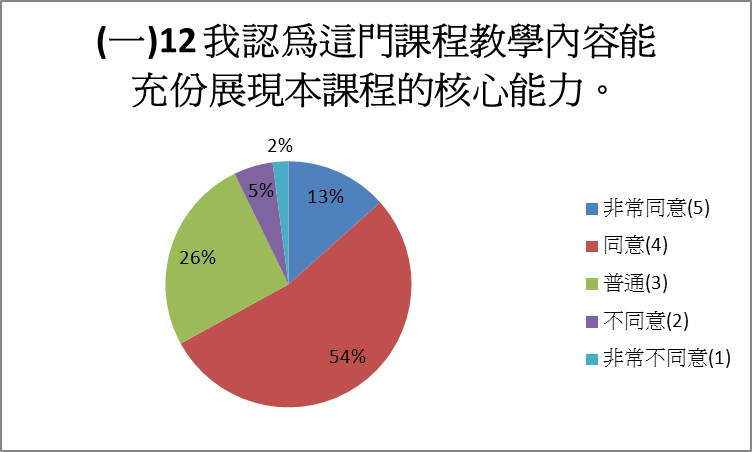 (一)12 我認為這門課程教學內容能
充份展現本課程的核心能力。
2%
13%
5%
26%
54%
非常同意(5)
同意(4)
普通(3)
不同意(2)
非常不同意(1)